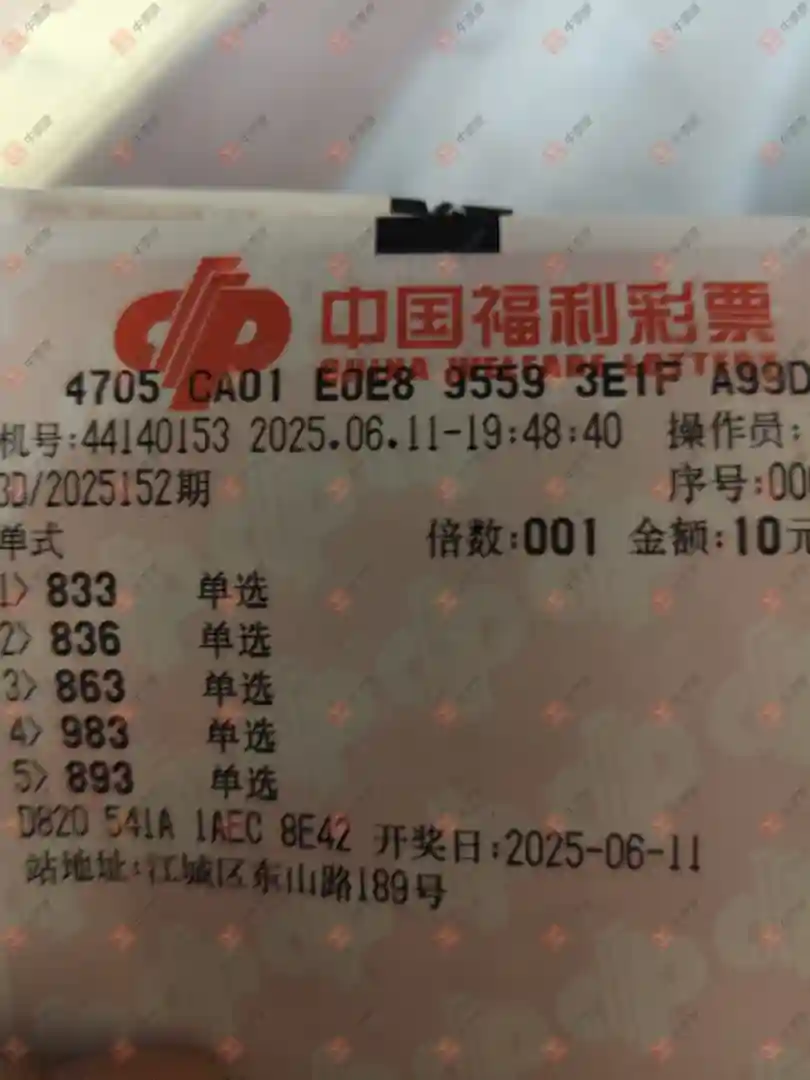 中国福利彩票
CHINA WELFARE LOTTERY
4705 CA01 E0E8 9559 3E1F A99D
机号:44140153 2025.06.11-19:48:40 操作员:
3D/2025152期 序号:00
单式 倍数:001 金额:10元
1> 833 单选
2> 836 单选
3> 863 单选
4> 983 单选
5> 893 单选
D820 541A 1AEC 8E42 开奖日:2025-06-11
站地址:江城区东山路189号